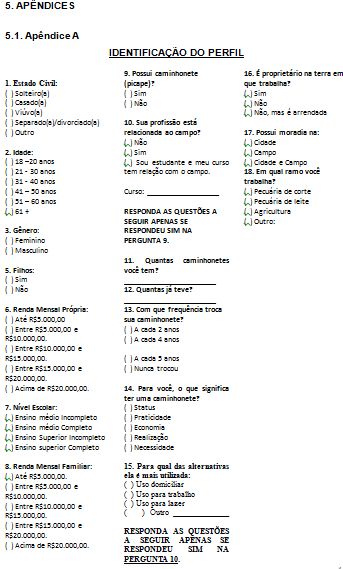 5. APÊNDICES
5.1. Apêndice A
IDENTIFICAÇÃO DO PERFIL
1. Estado Civil:
( ) Solteiro(a)
( ) Casado(a)
( ) Viúvo(a)
( ) Separado(a)/divorciado(a)
( ) Outro
2. Idade:
( ) 18 –20 anos
( ) 21 - 30 anos
( ) 31 - 40 anos
( ) 41 – 50 anos
( ) 51 – 60 anos
( ) 61 +
3. Gênero:
( ) Feminino
( ) Masculino
5. Filhos:
( ) Sim
( ) Não
6. Renda Mensal Própria:
( ) Até R$5.000,00
( ) Entre R$5.000,00 e
R$10.000,00.
( ) Entre R$10.000,00 e
R$15.000,00.
( ) Entre R$15.000,00 e
R$20.000,00.
( ) Acima de R$20.000,00.
7. Nível Escolar:
( ) Ensino médio Incompleto
( ) Ensino médio Completo
( ) Ensino Superior Incompleto
( ) Ensino superior Completo
8. Renda Mensal Familiar:
( ) Até R$5.000,00.
( ) Entre R$5.000,00 e
R$10.000,00.
( ) Entre R$10.000,00 e
R$15.000,00.
( ) Entre R$15.000,00 e
R$20.000,00.
( ) Acima de R$20.000,00.
9. Possui caminhonete
(picape)?
( ) Sim
( ) Não
10. Sua profissão está
relacionada ao campo?
( ) Não
( ) Sim
( ) Sou estudante e meu curso
tem relação com o campo.
Curso: ____________________
RESPONDA AS QUESTÕES A
SEGUIR APENAS SE
RESPONDEU SIM NA
PERGUNTA 9.
11. Quantas caminhonetes
você tem?
____________________
12. Quantas já teve?
____________________
13. Com que frequência troca
sua caminhonete?
( ) A cada 2 anos
( ) A cada 4 anos
( ) A cada 5 anos
( ) Nunca trocou
14. Para você, o que significa
ter uma caminhonete?
( ) Status
( ) Praticidade
( ) Economia
( ) Realização
( ) Necessidade
15. Para qual das alternativas
ela é mais utilizada:
( ) Uso domiciliar
( ) Uso para trabalho
( ) Uso para lazer
( ) Outro ______________
RESPONDA AS QUESTÕES
A SEGUIR APENAS SE
RESPONDEU SIM NA
PERGUNTA 10.
16. É proprietário na terra em
que trabalha?
( ) Sim
( ) Não
( ) Não, mas é arrendada
17. Possui moradia na:
( ) Cidade
( ) Campo
( ) Cidade e Campo
18. Em qual ramo você
trabalha?
( ) Pecuária de corte
( ) Pecuária de leite
( ) Agricultura
( ) Outro: